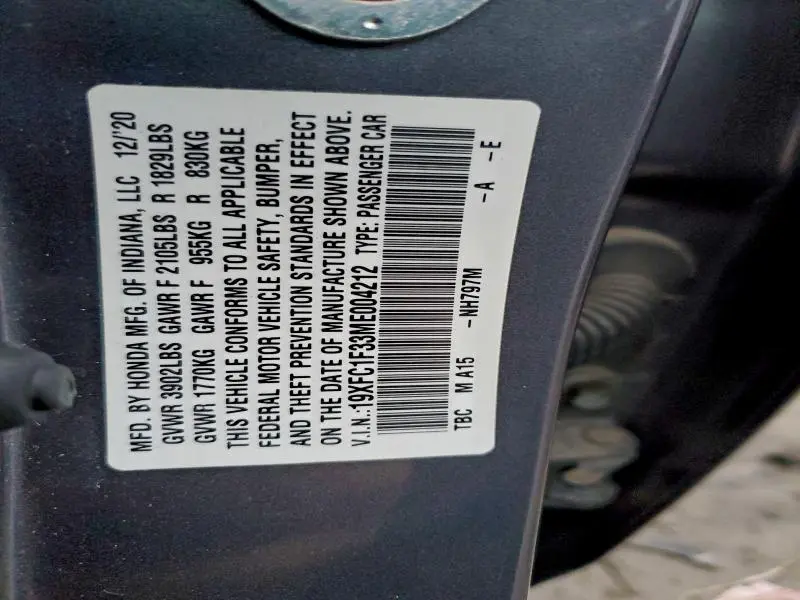 MFD. BY HONDA MFG. OF INDIANA, LLC 12/'20
GVWR 3902LBS GAWR F 2105LBS R 1829LBS
GVWR 1770KG GAWR F 955KG R 830KG
THIS VEHICLE CONFORMS TO ALL APPLICABLE
FEDERAL MOTOR VEHICLE SAFETY, BUMPER,
AND THEFT PREVENTION STANDARDS IN EFFECT
ON THE DATE OF MANUFACTURE SHOWN ABOVE.
V.I.N.:19XFC1F33ME004212 TYPE: PASSENGER CAR
TBC M A15 -NH797M -A -E